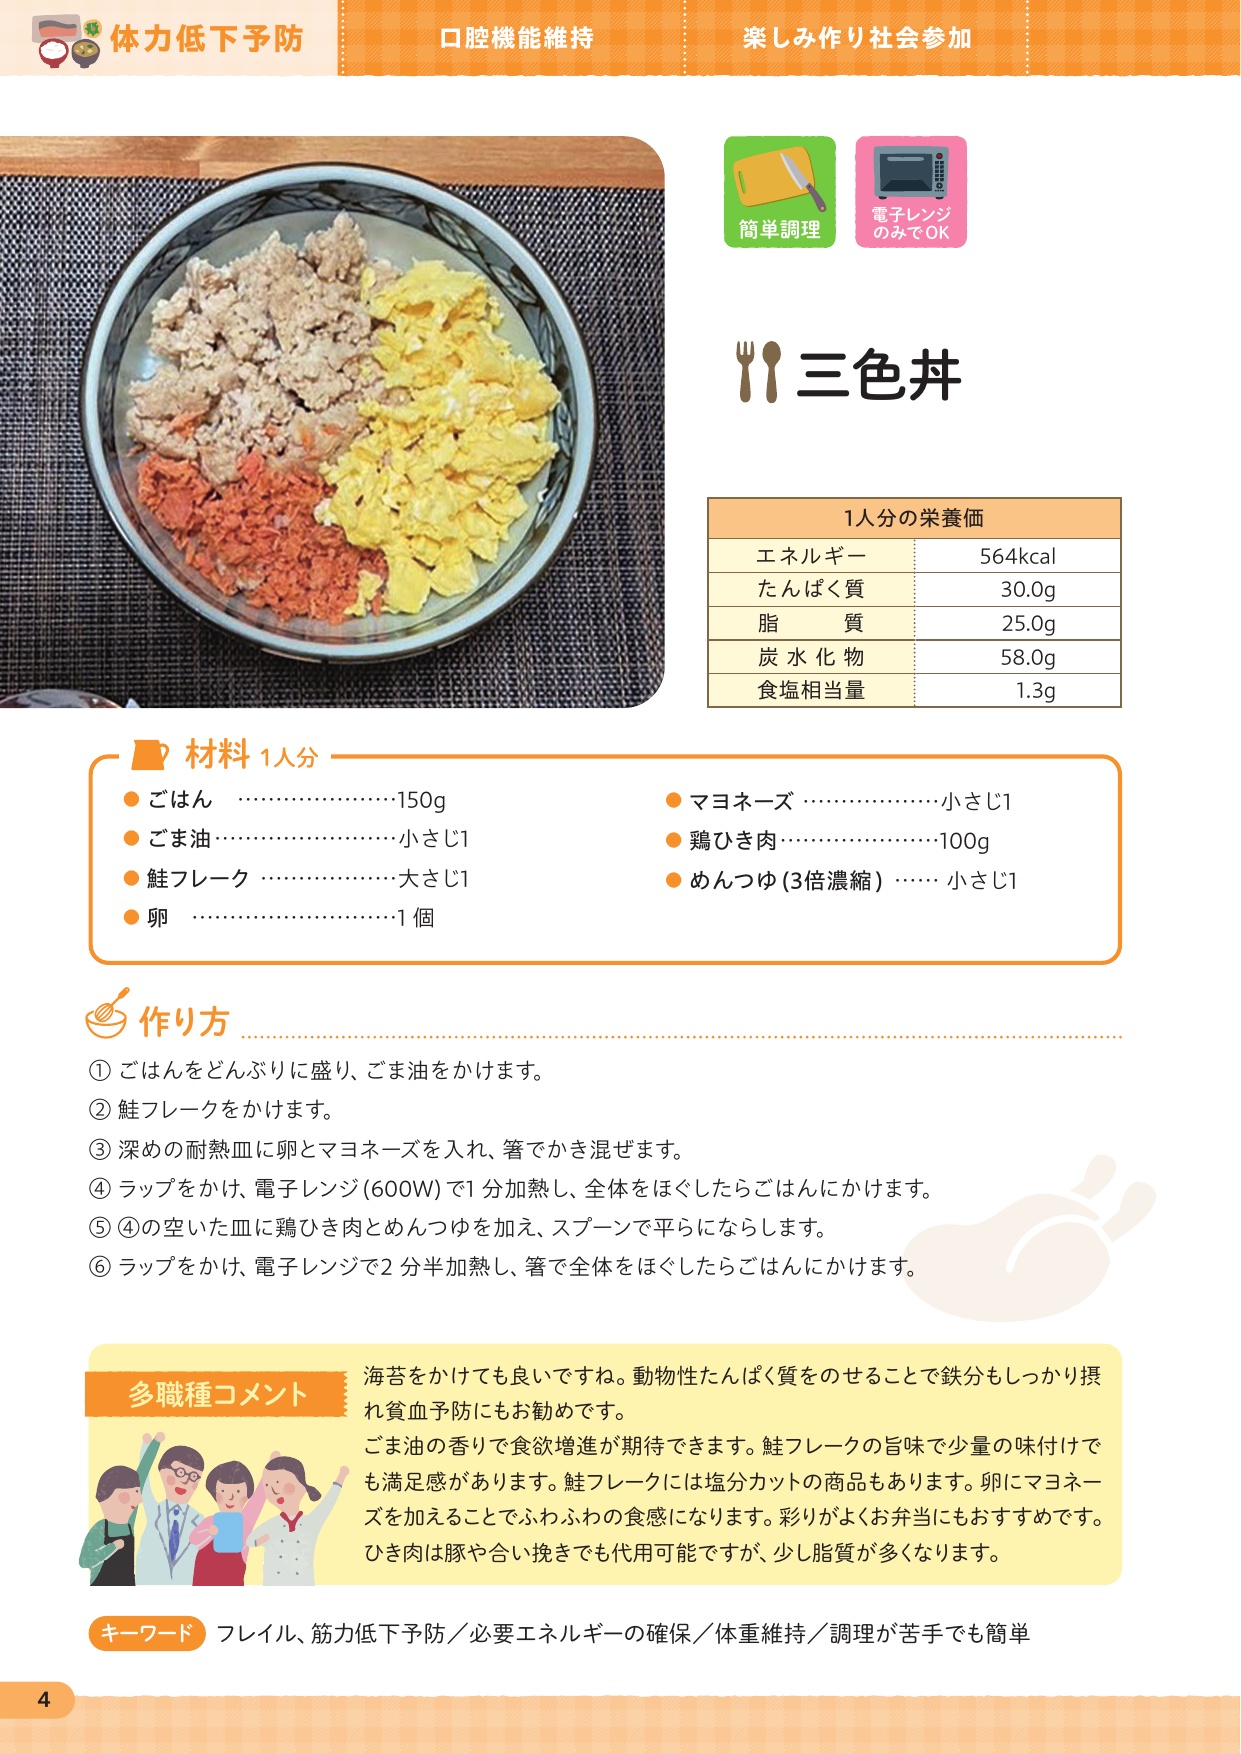 体力低下予防
口腔機能維持
楽しみ作り社会参加
簡単調理
電子レンジ
のみでOK
三色丼
1人分の栄養価
エネルギー 564kcal
たんぱく質 30.0g
脂質 25.0g
炭水化物 58.0g
食塩相当量 1.3g
材料 1人分
● ごはん …………………150g
● ごま油……………………小さじ1
● 鮭フレーク ………………大さじ1
● 卵 ………………………1個
● マヨネーズ ………………小さじ1
● 鶏ひき肉…………………100g
● めんつゆ(3倍濃縮) …… 小さじ1
作り方
① ごはんをどんぶりに盛り、ごま油をかけます。
② 鮭フレークをかけます。
③ 深めの耐熱皿に卵とマヨネーズを入れ、箸でかき混ぜます。
④ ラップをかけ、電子レンジ(600W)で1分加熱し、全体をほぐしたらごはんにかけます。
⑤ ④の空いた皿に鶏ひき肉とめんつゆを加え、スプーンで平らにならします。
⑥ ラップをかけ、電子レンジで2分半加熱し、箸で全体をほぐしたらごはんにかけます。
多職種コメント
海苔をかけても良いですね。動物性たんぱく質をのせることで鉄分もしっかり摂
れ貧血予防にもお勧めです。
ごま油の香りで食欲増進が期待できます。鮭フレークの旨味で少量の味付けで
も満足感があります。鮭フレークには塩分カットの商品もあります。卵にマヨネー
ズを加えることでふわふわの食感になります。彩りがよくお弁当にもおすすめです。
ひき肉は豚や合い挽きでも代用可能ですが、少し脂質が多くなります。
キーワード フレイル、筋力低下予防／必要エネルギーの確保／体重維持／調理が苦手でも簡単
4